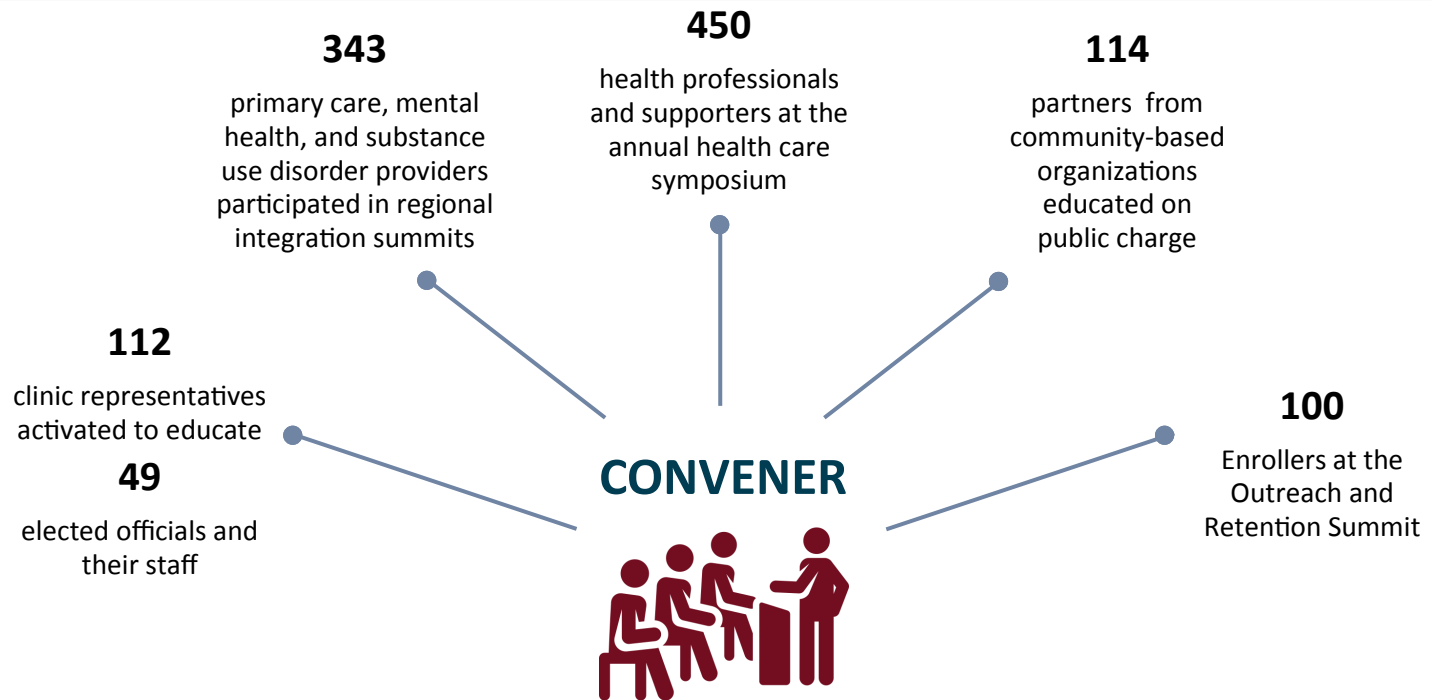 343
primary care, mental
health, and substance
use disorder providers
participated in regional
integration summits
450
health professionals
and supporters at the
annual health care
symposium
114
partners from
community-based
organizations
educated on
public charge
112
clinic representatives
activated to educate
49
elected officials and
their staff
100
Enrollers at the
Outreach and
Retention Summit
CONVENER